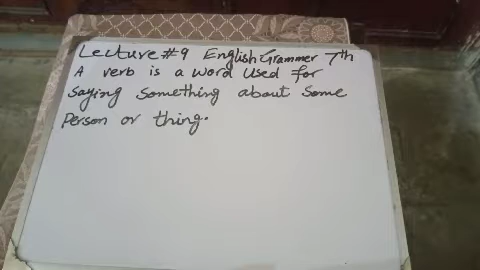 Lecture #9 English Grammer 7th
A verb is a word used for
saying something about some
Person or thing.